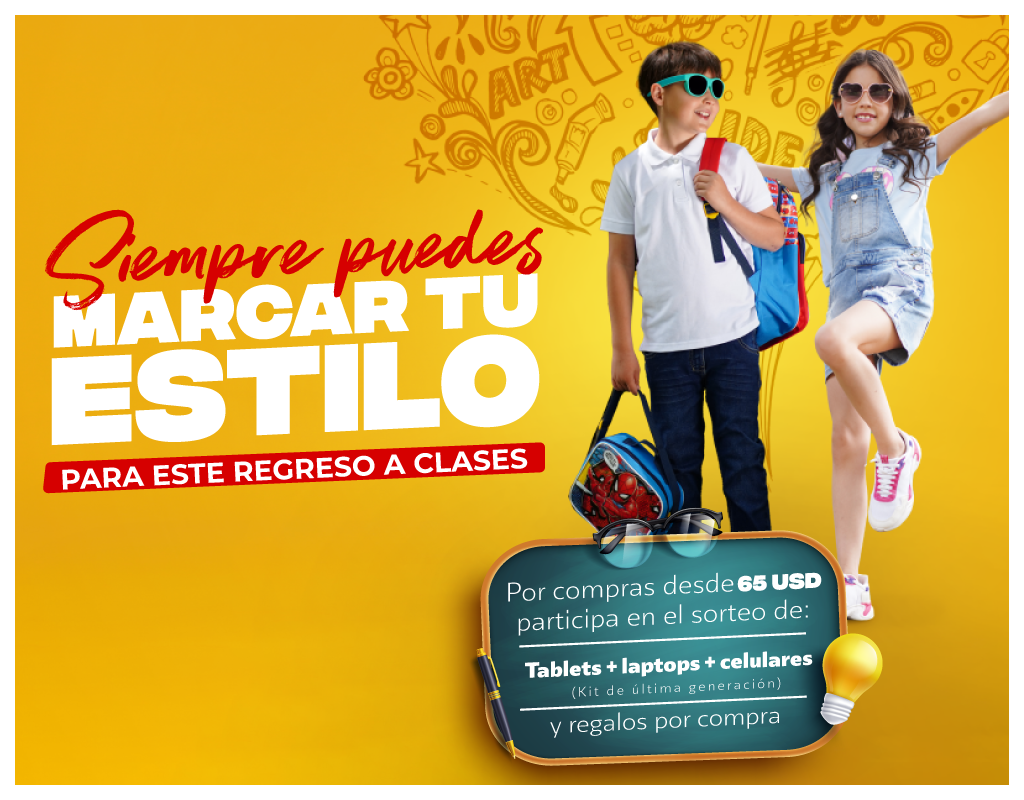 ART
Siempre puedes
MARCAR TU
ESTILO
PARA ESTE REGRESO A CLASES
Por compras desde 65 USD
participa en el sorteo de:
Tablets + laptops + celulares
(Kit de última generación)
y regalos por compra